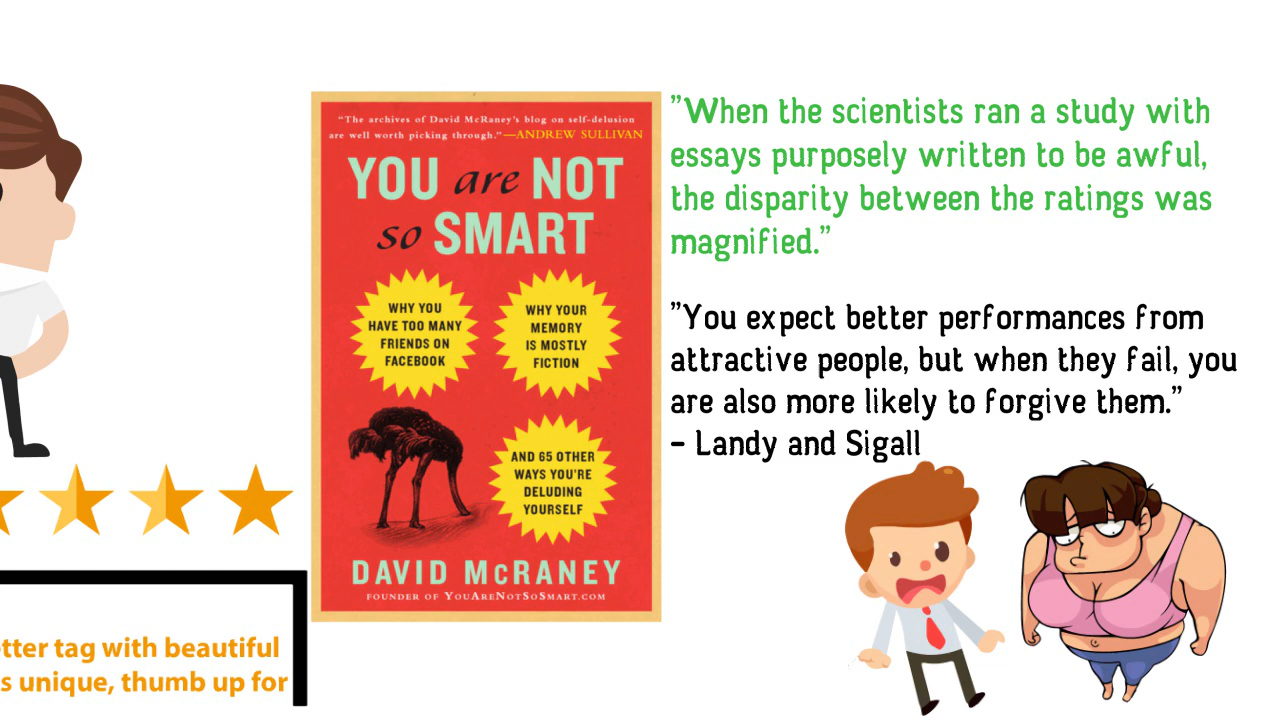 "The archives of David McRaney's blog on self-delusion
are well worth picking through."—ANDREW SULLIVAN
YOU are NOT
so SMART
WHY YOU
HAVE TOO MANY
FRIENDS ON
FACEBOOK
WHY YOUR
MEMORY
IS MOSTLY
FICTION
AND 65 OTHER
WAYS YOU'RE
DELUDING
YOURSELF
DAVID McRANEY
FOUNDER OF YOUARENOTSOSMART.COM
"When the scientists ran a study with
essays purposely written to be awful,
the disparity between the ratings was
magnified."
"You expect better performances from
attractive people, but when they fail, you
are also more likely to forgive them."
- Landy and Sigall
tag with beautiful
unique, thumb up for